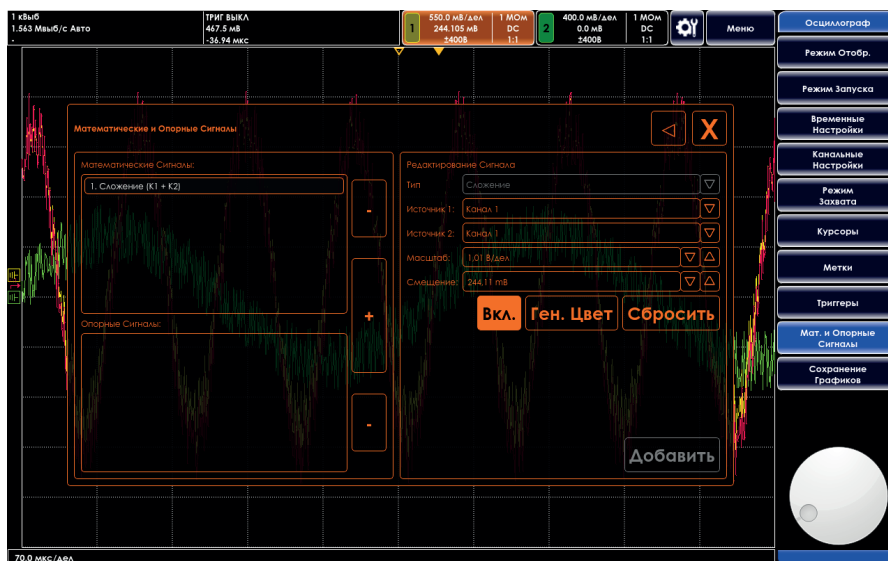 1 кВыб
1.563 Мвыб/с Авто
-
ТРИГ ВЫКЛ
467.5 мВ
-36.94 мкс
1
550.0 мВ/дел
244.105 мВ
±400В
1 МОм
DC
1:1
2
400.0 мВ/дел
0.0 мВ
±400В
1 МОм
DC
1:1
Меню
Осциллограф
Режим Отобр.
Режим Запуска
Временные
Настройки
Канальные
Настройки
Режим
Захвата
Курсоры
Метки
Триггеры
Мат. и Опорные
Сигналы
Сохранение
Графиков
Математические и Опорные Сигналы
X
Математические Сигналы:
1. Сложение (К1 + К2)
-
+
-
Опорные Сигналы:
Редактирование Сигнала
Тип
Сложение
Источник 1:
Канал 1
Источник 2:
Канал 1
Масштаб:
1,01 В/дел
Смещение:
244,11 mВ
Вкл.
Ген. Цвет
Сбросить
Добавить
70.0 мкс/дел